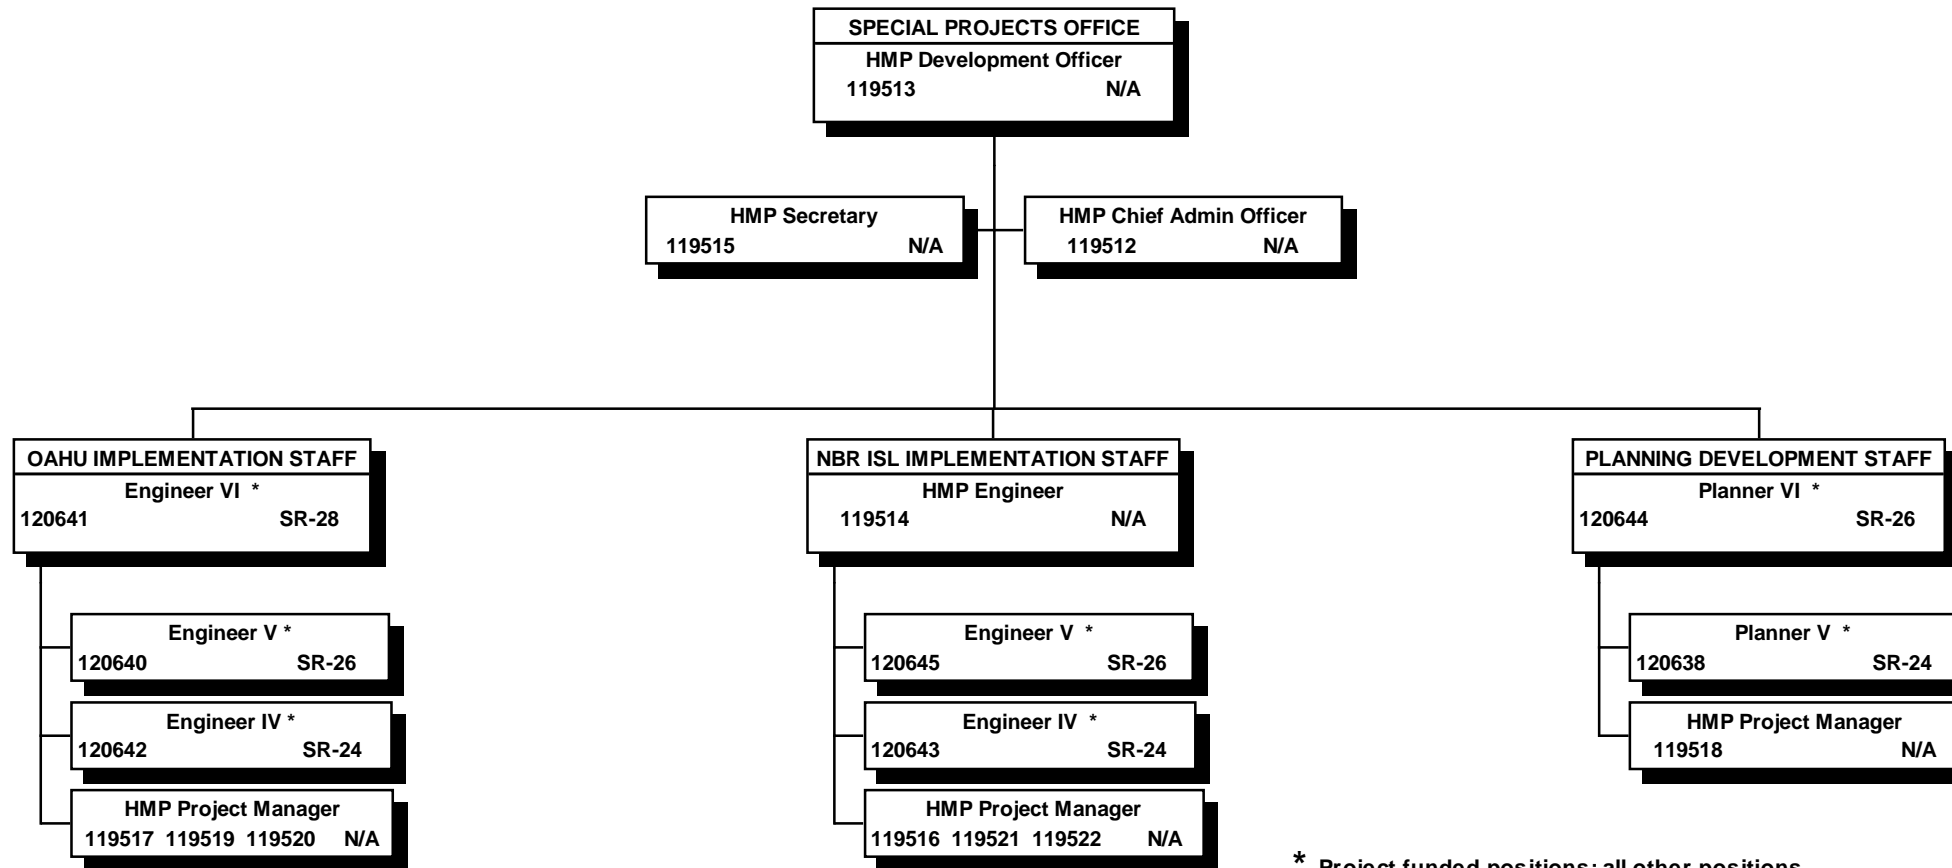 SPECIAL PROJECTS OFFICE
HMP Development Officer
119513 N/A
HMP Secretary
119515 N/A
HMP Chief Admin Officer
119512 N/A
OAHU IMPLEMENTATION STAFF
Engineer VI *
120641 SR-28
Engineer V *
120640 SR-26
Engineer IV *
120642 SR-24
HMP Project Manager
119517 119519 119520 N/A
NBR ISL IMPLEMENTATION STAFF
HMP Engineer
119514 N/A
Engineer V *
120645 SR-26
Engineer IV *
120643 SR-24
HMP Project Manager
119516 119521 119522 N/A
PLANNING DEVELOPMENT STAFF
Planner VI *
120644 SR-26
Planner V *
120638 SR-24
HMP Project Manager
119518 N/A
* Project funded positions; all other positions